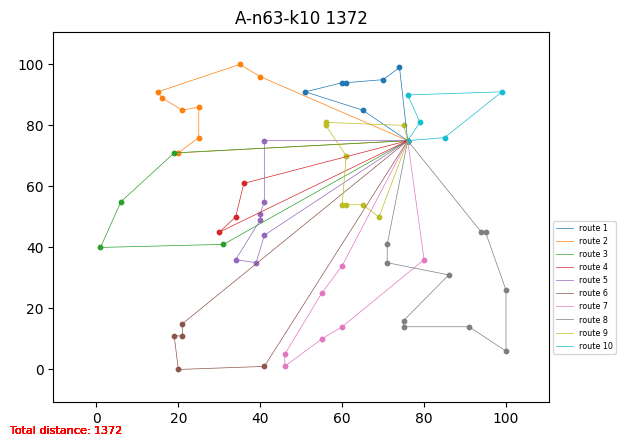 A-n63-k10 1372
100
80
60
40
20
0
0 20 40 60 80 100
route 1
route 2
route 3
route 4
route 5
route 6
route 7
route 8
route 9
route 10
Total distance: 1372